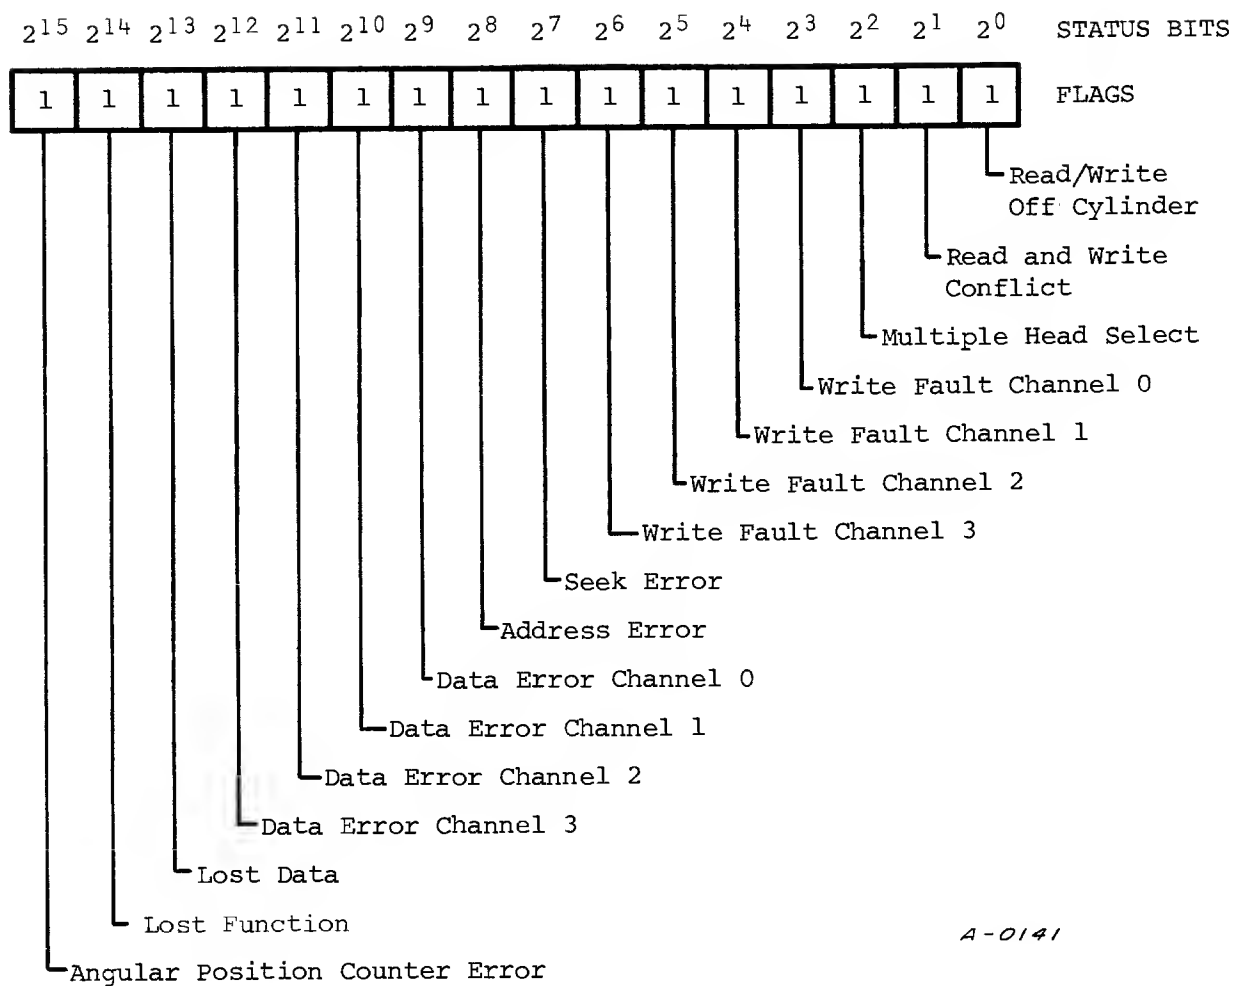 2^15 2^14 2^13 2^12 2^11 2^10 2^9 2^8 2^7 2^6 2^5 2^4 2^3 2^2 2^1 2^0 STATUS BITS
1 1 1 1 1 1 1 1 1 1 1 1 1 1 1 1 FLAGS
Read/Write
Off Cylinder
Read and Write
Conflict
Multiple Head Select
Write Fault Channel 0
Write Fault Channel 1
Write Fault Channel 2
Write Fault Channel 3
Seek Error
Address Error
Data Error Channel 0
Data Error Channel 1
Data Error Channel 2
Data Error Channel 3
Lost Data
Lost Function
A-0141
Angular Position Counter Error